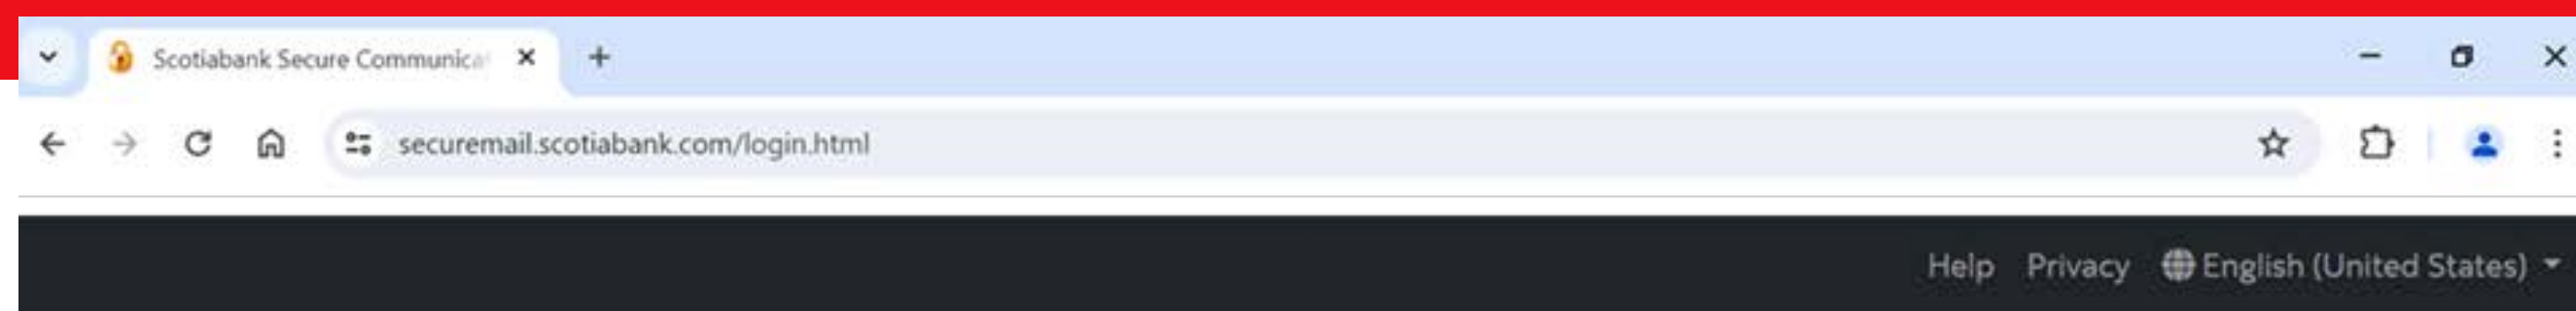 Scotiabank Secure Communica
securemail.scotiabank.com/login.html
Help Privacy English (United States)